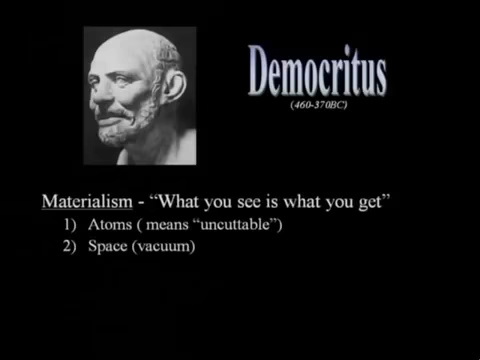 Democritus
(460-370BC)
Materialism - “What you see is what you get”
1) Atoms ( means “uncuttable”)
2) Space (vacuum)